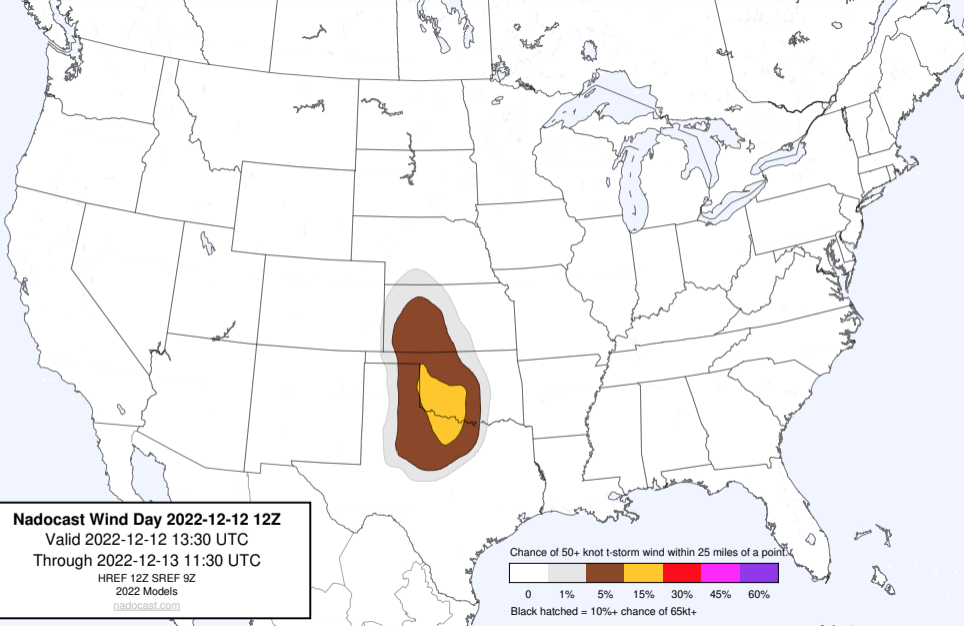 Nadocast Wind Day 2022-12-12 12Z
Valid 2022-12-12 13:30 UTC
Through 2022-12-13 11:30 UTC
HREF 12Z SREF 9Z
2022 Models
nadocast.com
Chance of 50+ knot t-storm wind within 25 miles of a point.
0 1% 5% 15% 30% 45% 60%
Black hatched = 10%+ chance of 65kt+